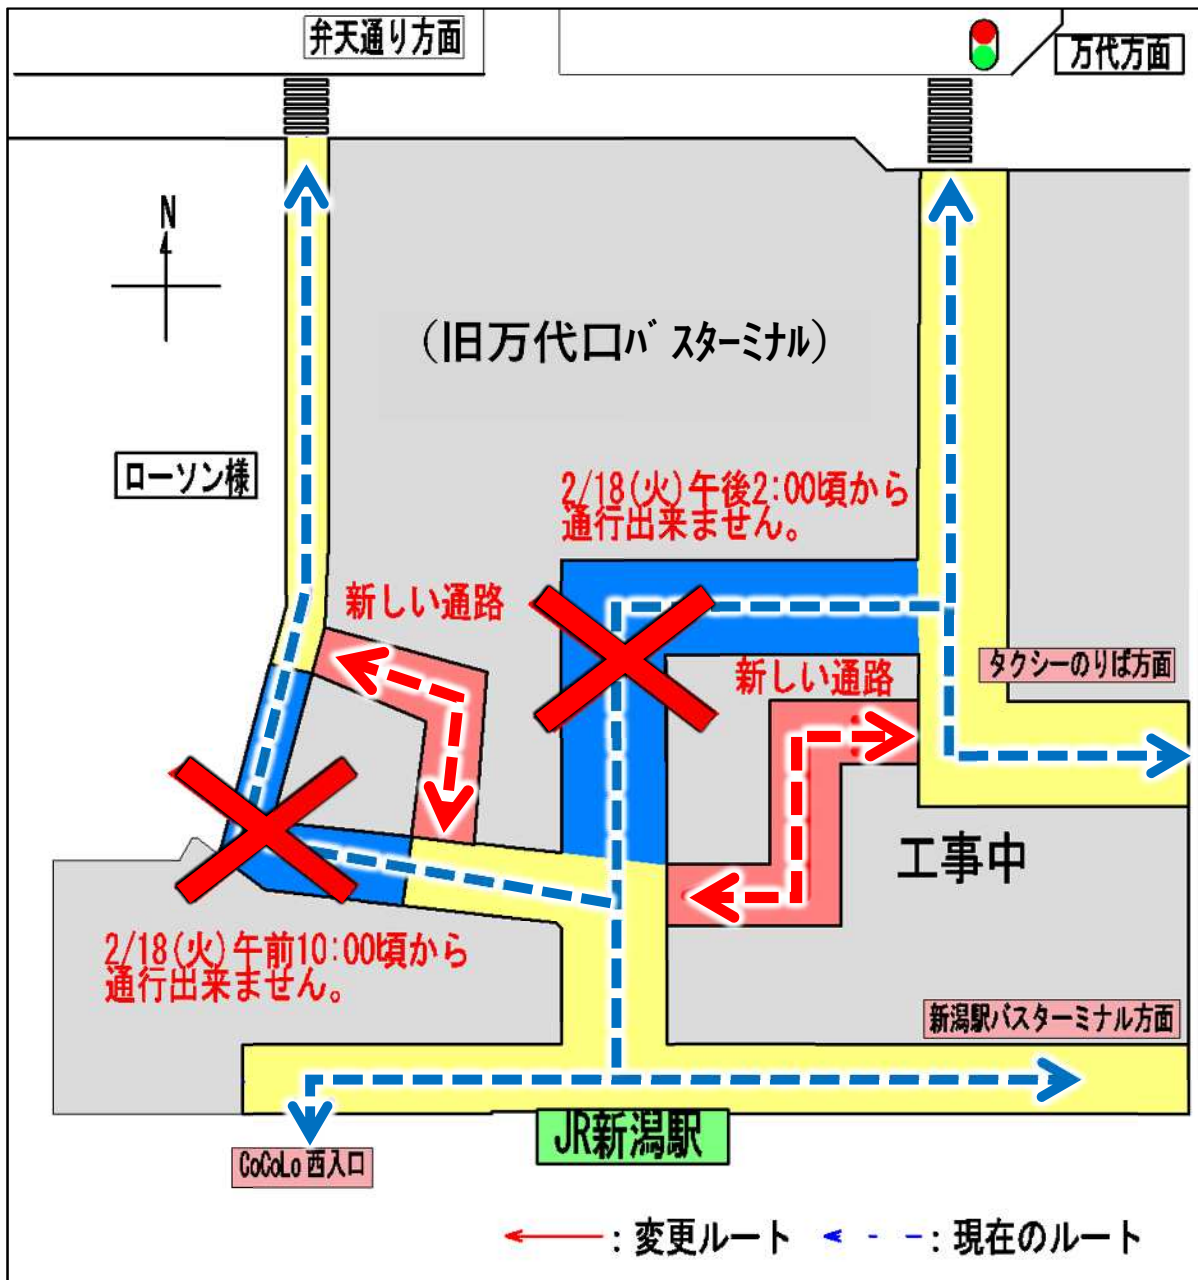 弁天通り方面
万代方面
N
(旧万代口バスターミナル)
ローソン様
2/18(火)午後2:00頃から
通行出来ません。
新しい通路
新しい通路
タクシーのりば方面
工事中
2/18(火)午前10:00頃から
通行出来ません。
新潟駅バスターミナル方面
JR新潟駅
CoCoLo 西入口
: 変更ルート : 現在のルート